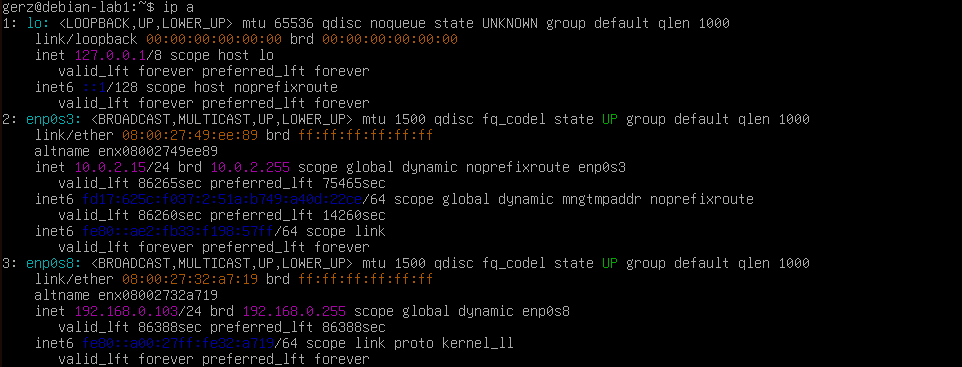 gerz@debian-lab1:~$ ip a
1: lo: <LOOPBACK,UP,LOWER_UP> mtu 65536 qdisc noqueue state UNKNOWN group default qlen 1000
link/loopback 00:00:00:00:00:00 brd 00:00:00:00:00:00
inet 127.0.0.1/8 scope host lo
valid_lft forever preferred_lft forever
inet6 ::1/128 scope host noprefixroute
valid_lft forever preferred_lft forever
2: enp0s3: <BROADCAST,MULTICAST,UP,LOWER_UP> mtu 1500 qdisc fq_codel state UP group default qlen 1000
link/ether 08:00:27:49:ee:89 brd ff:ff:ff:ff:ff:ff
altname enx08002749ee89
inet 10.0.2.15/24 brd 10.0.2.255 scope global dynamic noprefixroute enp0s3
valid_lft 86265sec preferred_lft 75465sec
inet6 /64 scope global dynamic mngtmpaddr noprefixroute
valid_lft 86260sec preferred_lft 14260sec
inet6 /64 scope link
valid_lft forever preferred_lft forever
3: enp0s8: <BROADCAST,MULTICAST,UP,LOWER_UP> mtu 1500 qdisc fq_codel state UP group default qlen 1000
link/ether 08:00:27:32:a7:19 brd ff:ff:ff:ff:ff:ff
altname enx08002732a719
inet 192.168.0.103/24 brd 192.168.0.255 scope global dynamic enp0s8
valid_lft 86388sec preferred_lft 86388sec
inet6 fe80::a00:27ff:fe32:a719/64 scope link proto kernel_ll
valid_lft forever preferred_lft forever